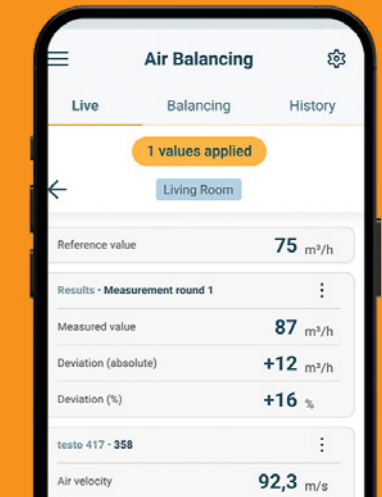 Air Balancing
Live Balancing History
1 values applied
Living Room
Reference value 75 m³/h
Results · Measurement round 1
Measured value 87 m³/h
Deviation (absolute) +12 m³/h
Deviation (%) +16 %
testo 417 · 358
Air velocity 92,3 m/s